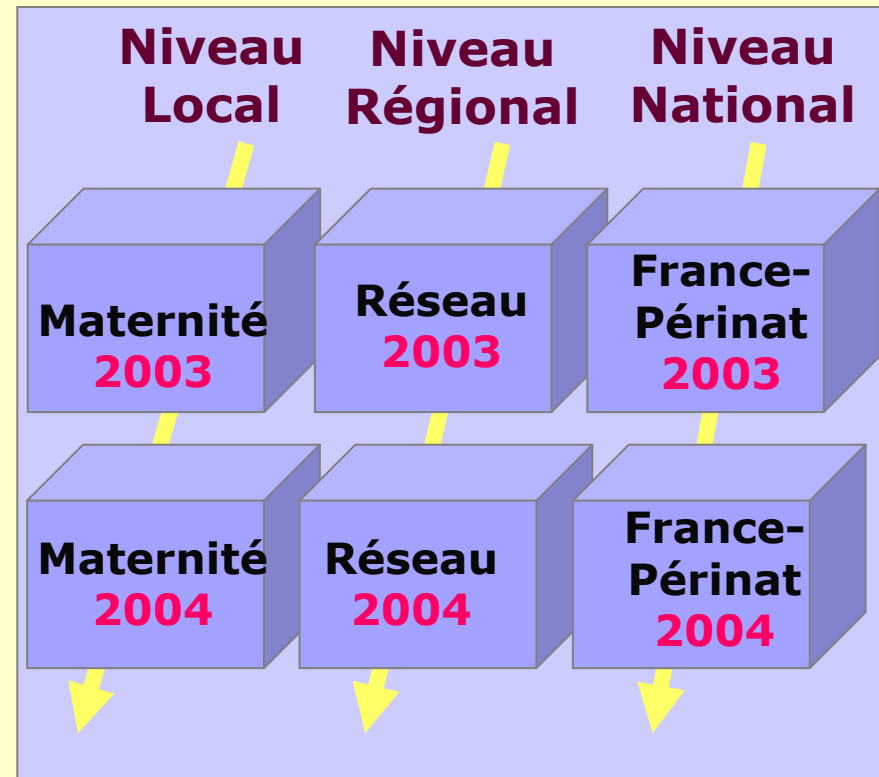 Niveau
Local
Niveau
Régional
Niveau
National
Maternité
2003
Réseau
2003
France-
Périnat
2003
Maternité
2004
Réseau
2004
France-
Périnat
2004